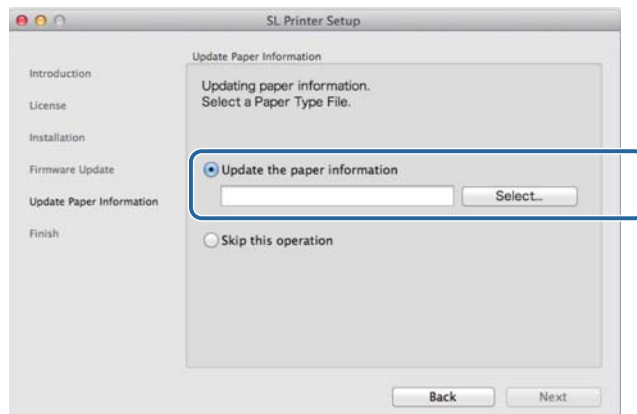 SL Printer Setup
Introduction
License
Installation
Firmware Update
Update Paper Information
Finish
Update Paper Information
Updating paper information.
Select a Paper Type File.
Update the paper information
Select...
Skip this operation
Back
Next